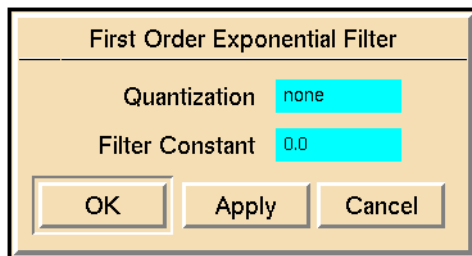 First Order Exponential Filter
Quantization none
Filter Constant 0.0
OK Apply Cancel